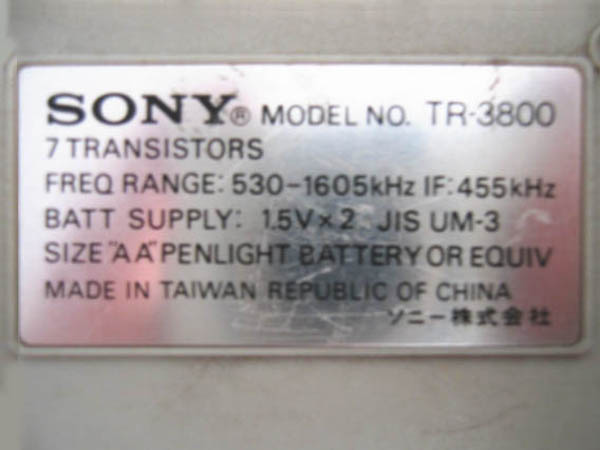 SONY® MODEL NO. TR-3800
7 TRANSISTORS
FREQ RANGE: 530-1605kHz IF: 455kHz
BATT SUPPLY: 1.5V×2 JIS UM-3
SIZE "AA" PENLIGHT BATTERY OR EQUIV
MADE IN TAIWAN REPUBLIC OF CHINA
ソニー株式会社